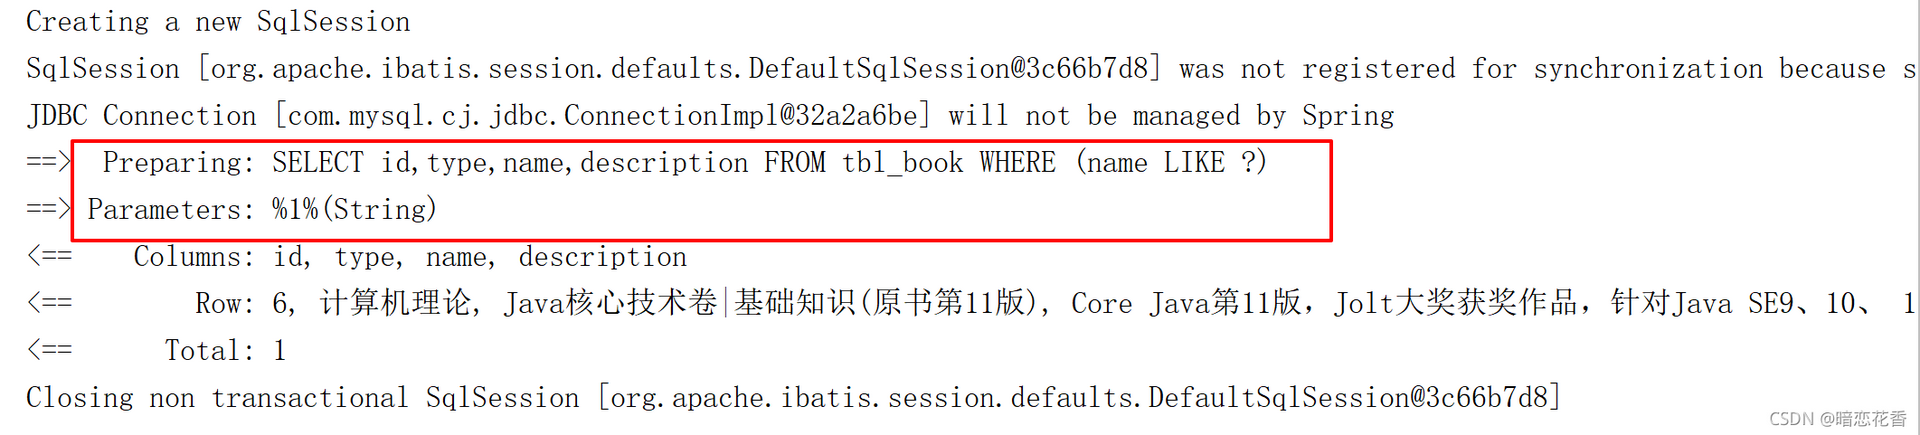 Creating a new SqlSession
SqlSession [org.apache.ibatis.session.defaults.DefaultSqlSession@3c66b7d8] was not registered for synchronization because s
JDBC Connection [com.mysql.cj.jdbc.ConnectionImpl@32a2a6be] will not be managed by Spring
==>  Preparing: SELECT id,type,name,description FROM tbl_book WHERE (name LIKE ?)
==> Parameters: %1%(String)
<==    Columns: id, type, name, description
<==        Row: 6, 计算机理论, Java核心技术卷|基础知识(原书第11版), Core Java第11版，Jolt大奖获奖作品，针对Java SE9、10、 1
<==      Total: 1
Closing non transactional SqlSession [org.apache.ibatis.session.defaults.DefaultSqlSession@3c66b7d8]
CSDN @暗恋花香